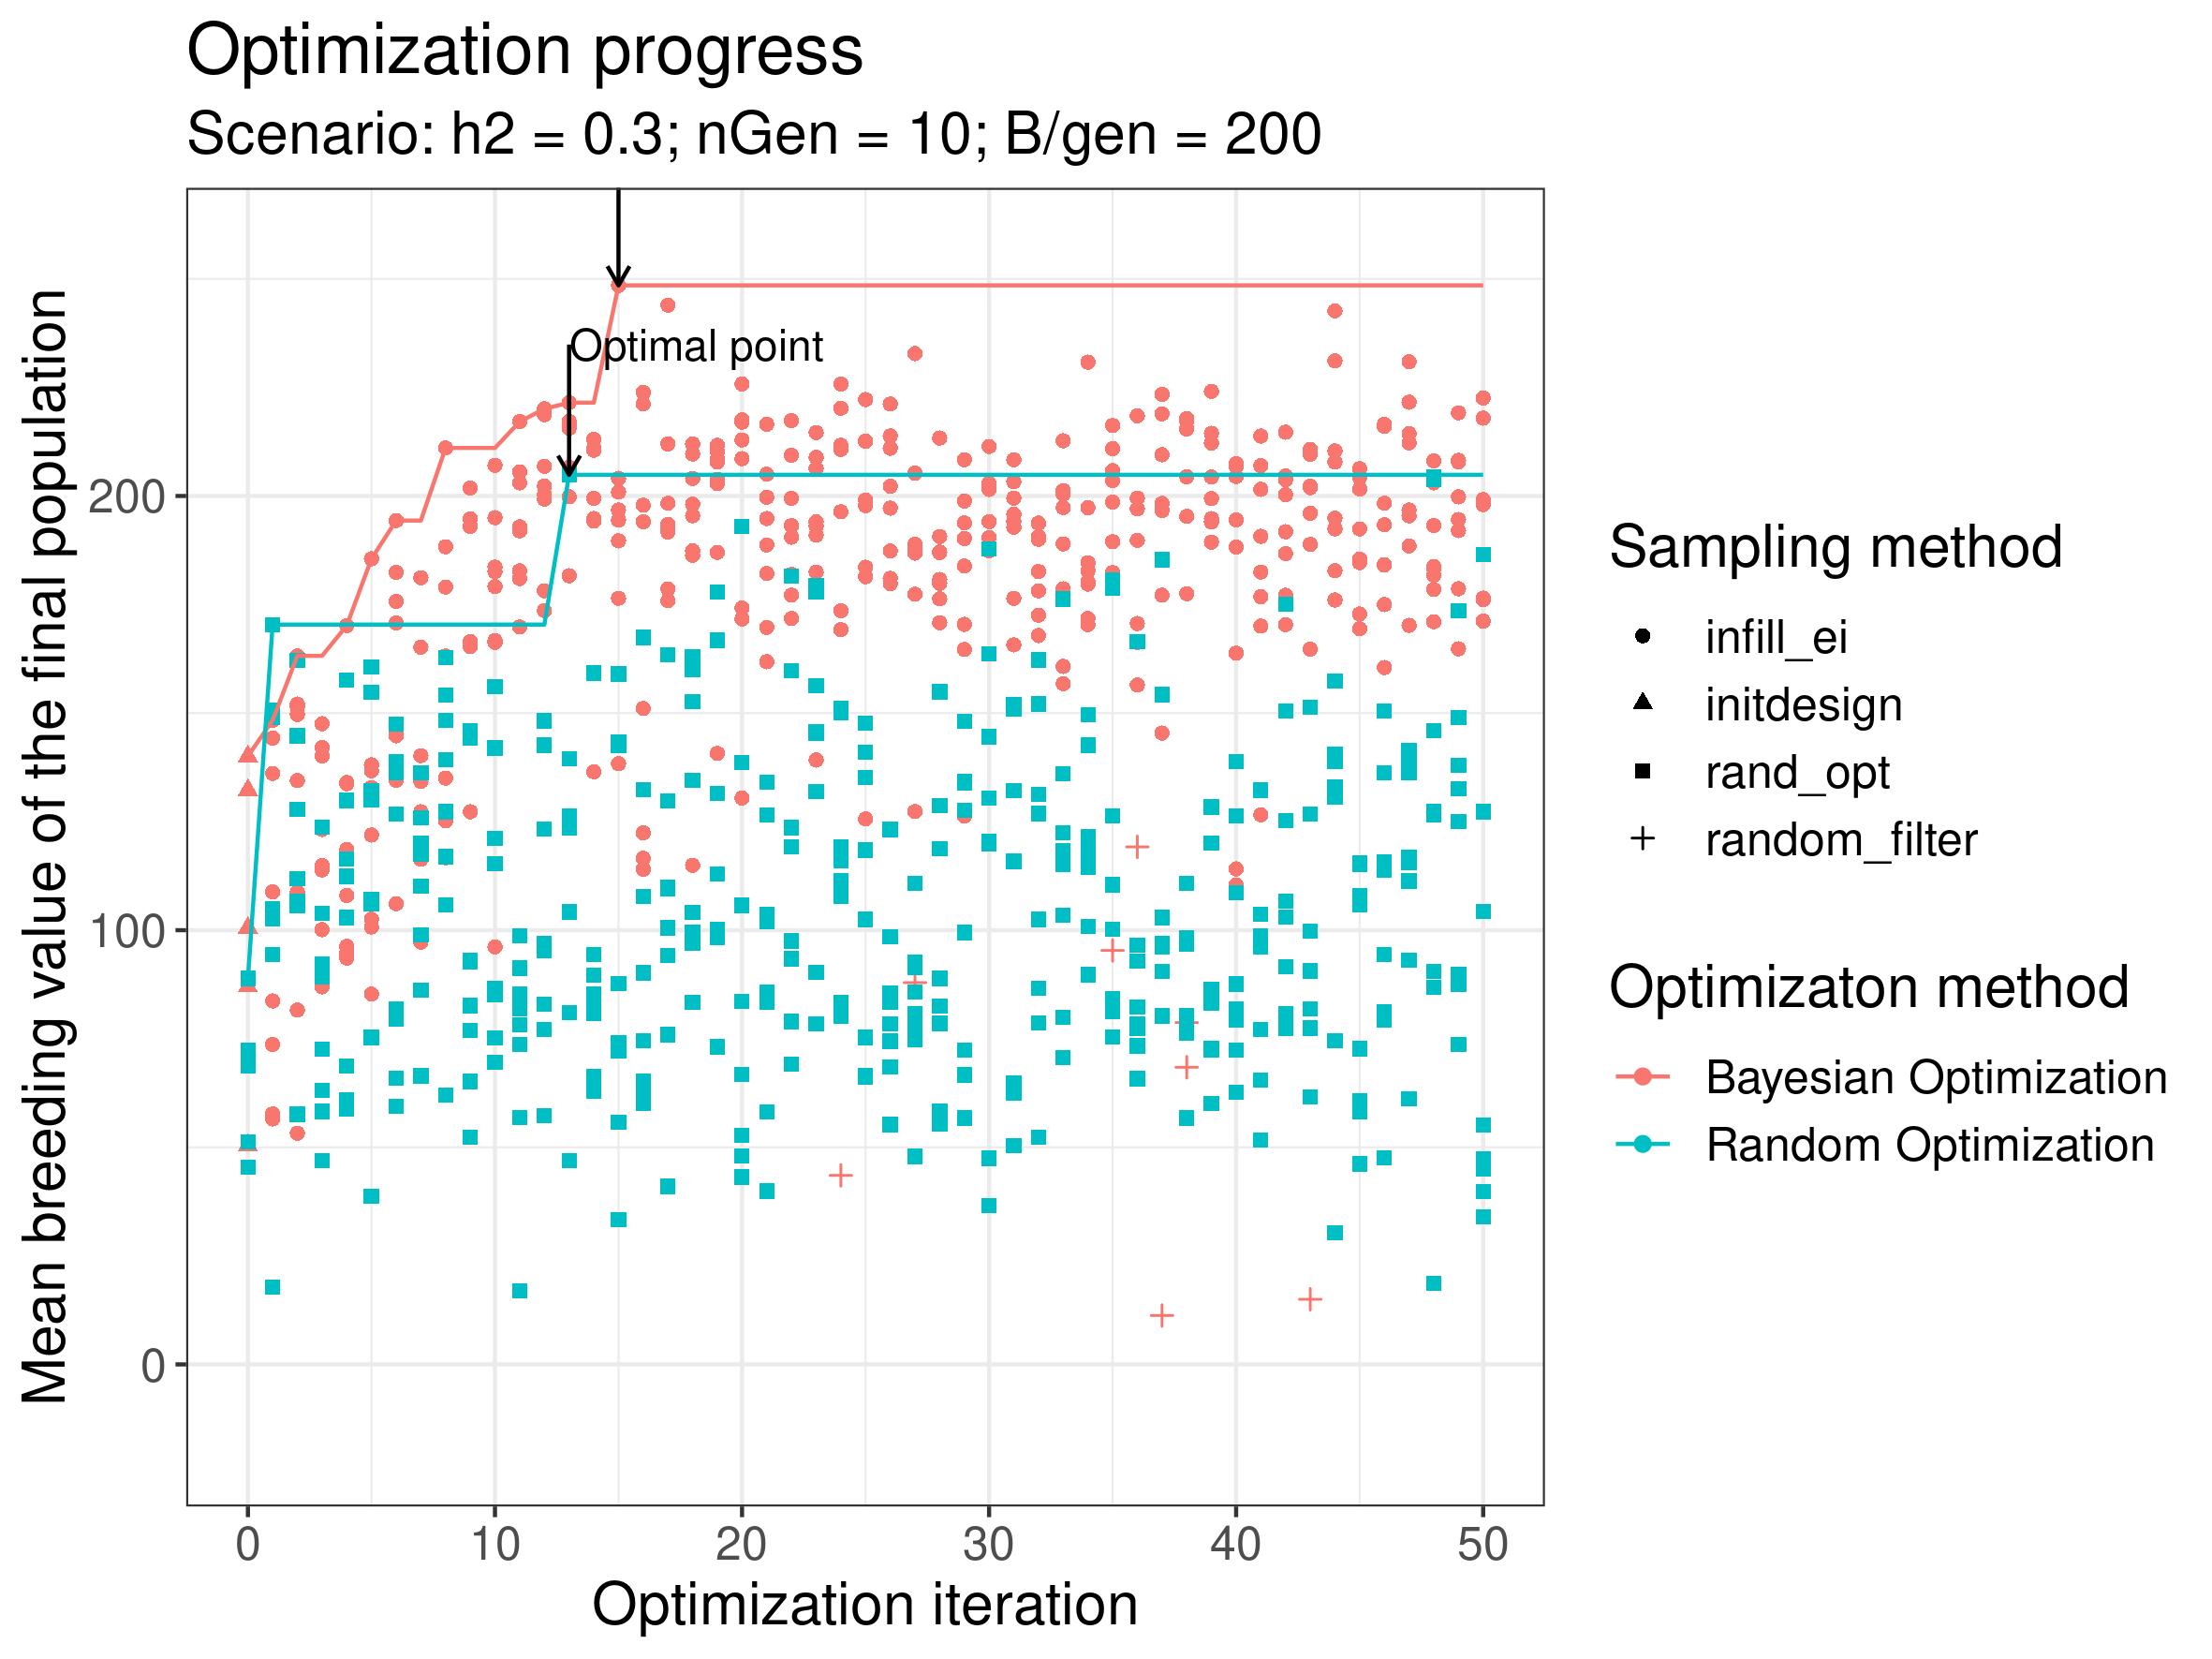 Optimization progress
Scenario: h2 = 0.3; nGen = 10; B/gen = 200
Mean breeding value of the final population
200
100
0
Optimal point
0 10 20 30 40 50
Optimization iteration
Sampling method
infill_ei
initdesign
rand_opt
random_filter
Optimizaton method
Bayesian Optimization
Random Optimization